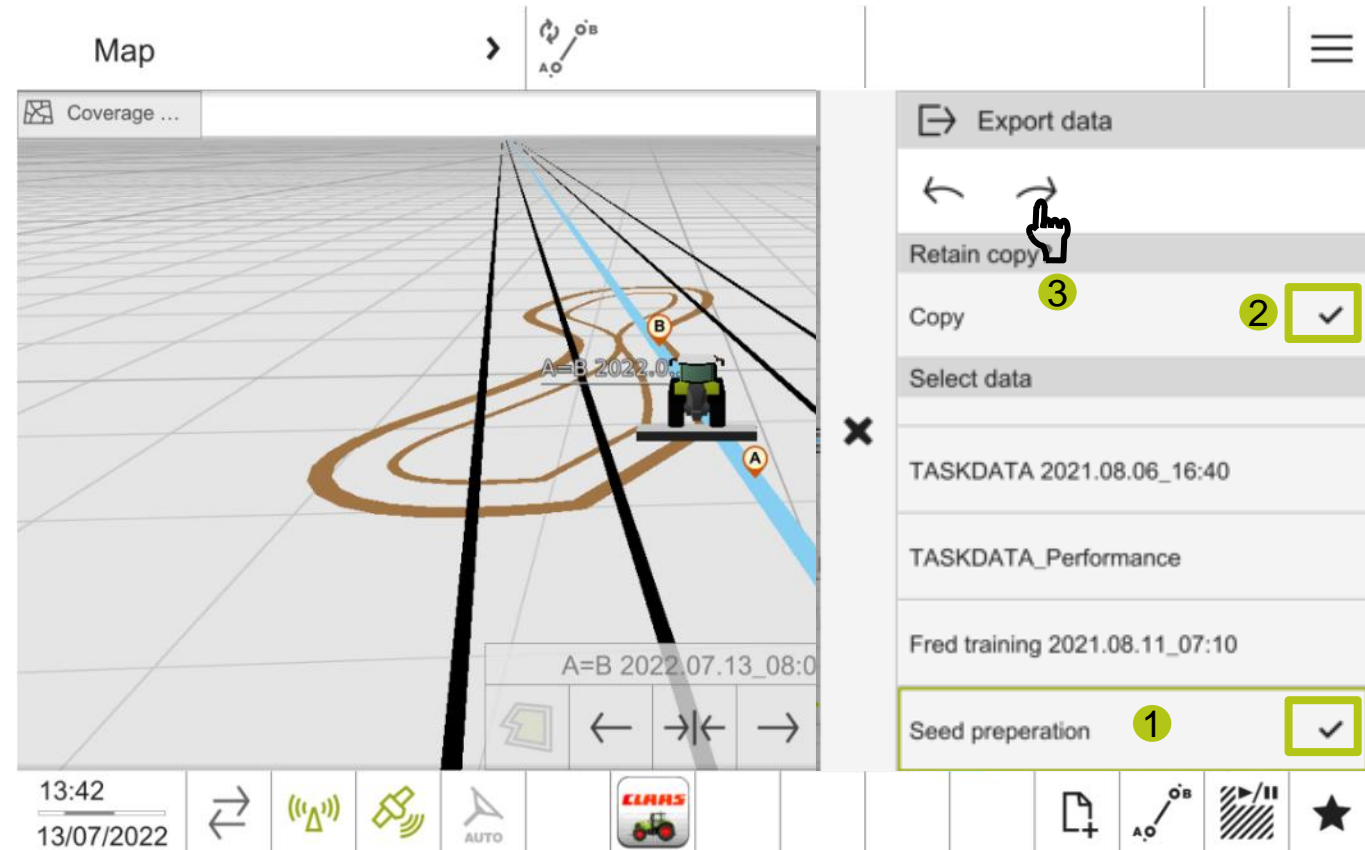 Map
A
B
Coverage ...
Export data
Retain copy?
3
Copy
2
Select data
B
A=B 2022.0...
A
TASKDATA 2021.08.06_16:40
TASKDATA_Performance
Fred training 2021.08.11_07:10
A=B 2022.07.13_08:0
Seed preperation
1
13:42
13/07/2022
AUTO
CLAAS
A
B